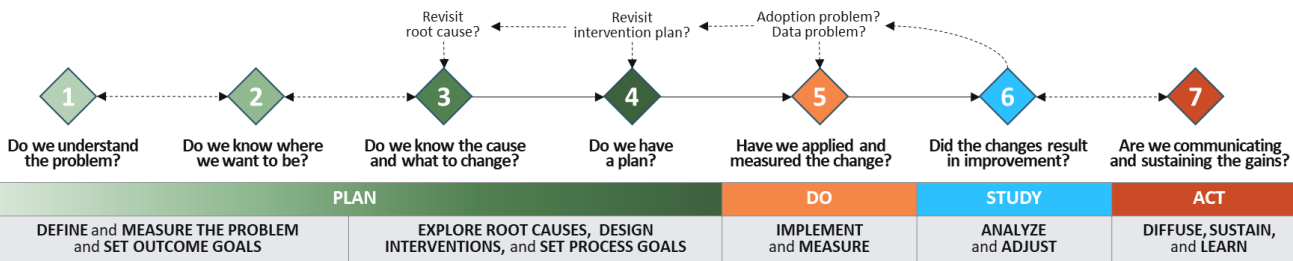 Revisit
root cause?
Revisit
intervention plan?
Adoption problem?
Data problem?
1
2
3
4
5
6
7
Do we understand
the problem?
Do we know where
we want to be?
Do we know the cause
and what to change?
Do we have
a plan?
Have we applied and
measured the change?
Did the changes result
in improvement?
Are we communicating
and sustaining the gains?
PLAN
DO
STUDY
ACT
DEFINE and MEASURE THE PROBLEM
and SET OUTCOME GOALS
EXPLORE ROOT CAUSES, DESIGN
INTERVENTIONS, and SET PROCESS GOALS
IMPLEMENT
and MEASURE
ANALYZE
and ADJUST
DIFFUSE, SUSTAIN,
and LEARN